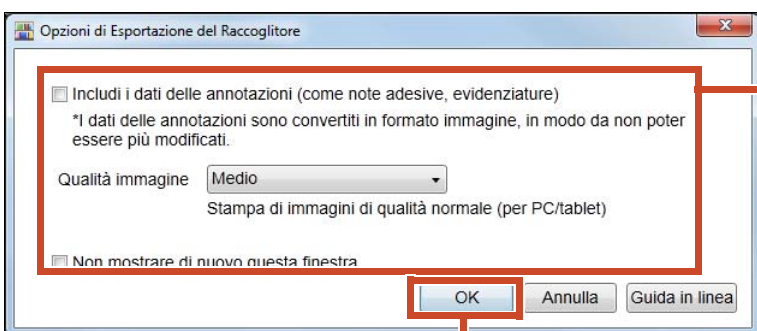 Opzioni di Esportazione del Raccoglitore
Includi i dati delle annotazioni (come note adesive, evidenziature)
*I dati delle annotazioni sono convertiti in formato immagine, in modo da non poter
essere più modificati.
Qualità immagine Medio
Stampa di immagini di qualità normale (per PC/tablet)
Non mostrare di nuovo questa finestra
OK Annulla Guida in linea